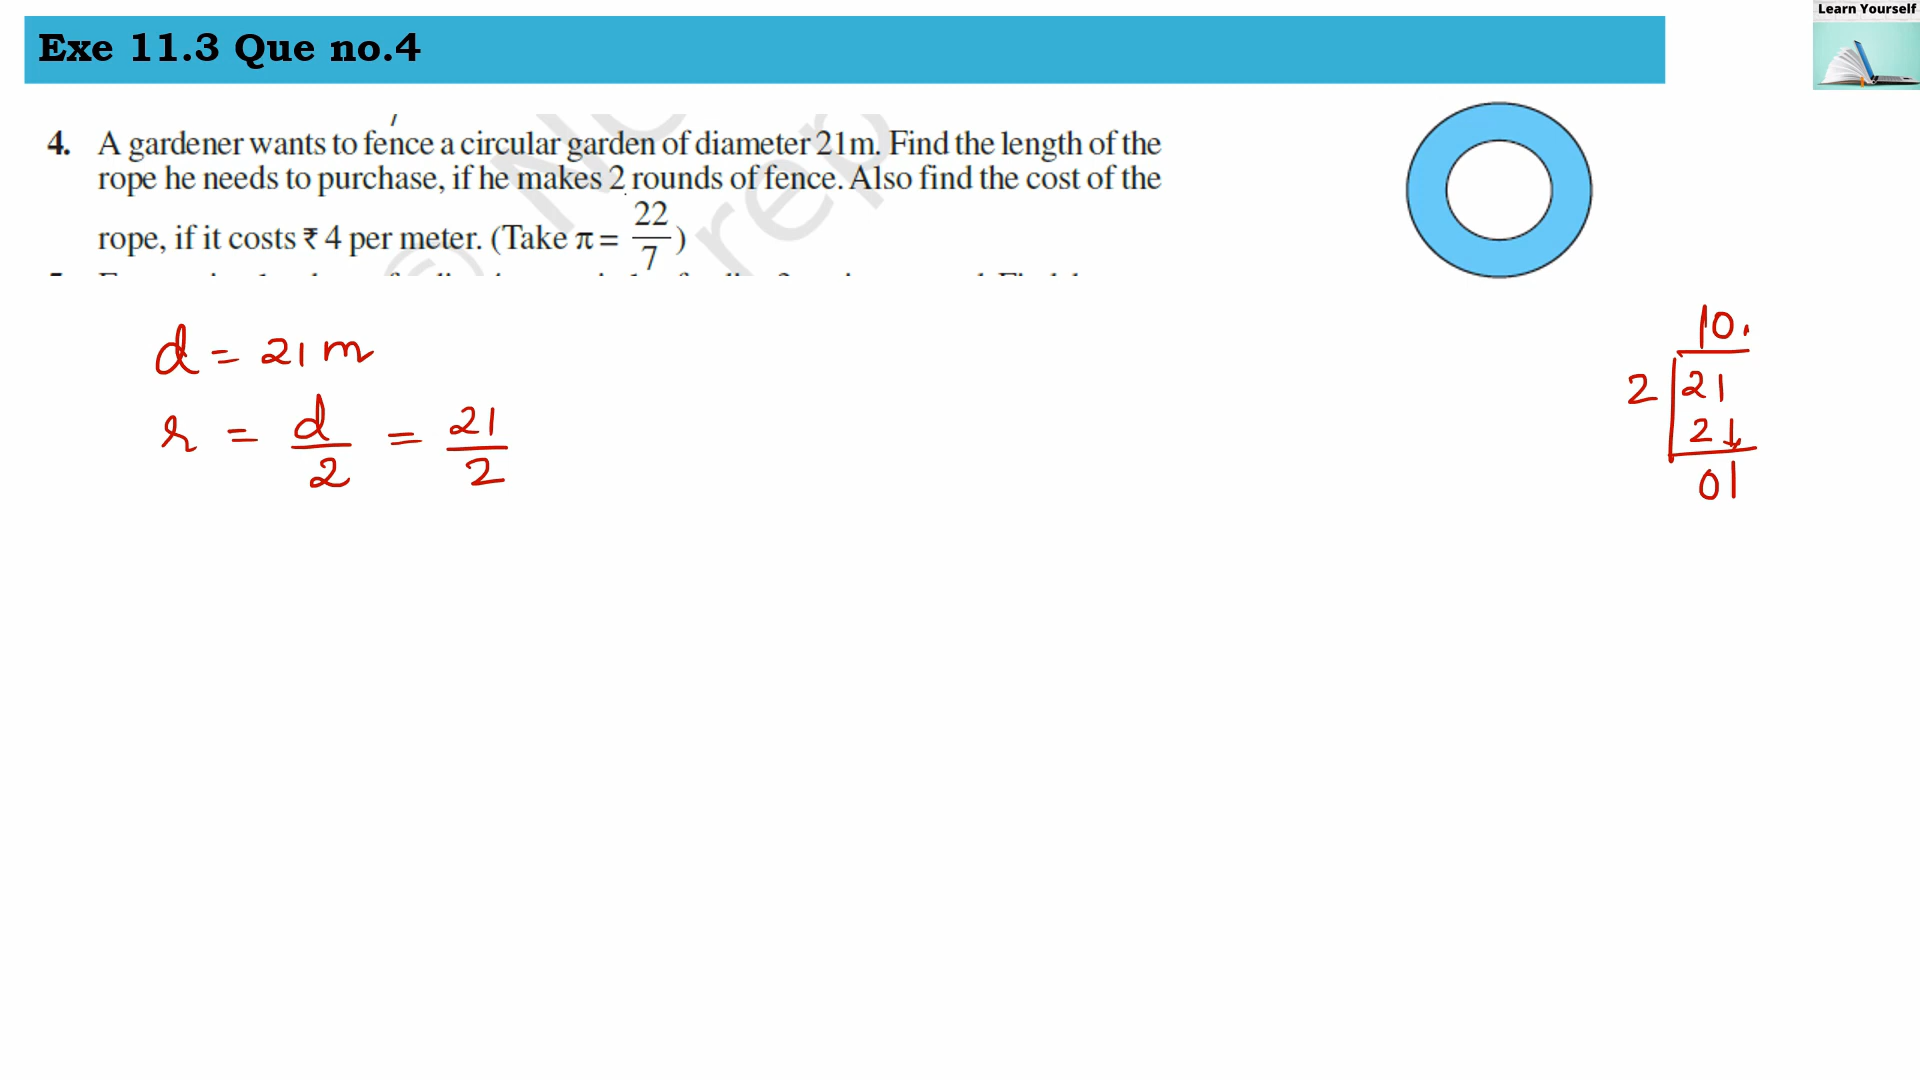 Learn Yourself
Exe 11.3 Que no.4
4. A gardener wants to fence a circular garden of diameter 21m. Find the length of the
rope he needs to purchase, if he makes 2 rounds of fence. Also find the cost of the
rope, if it costs ₹ 4 per meter. (Take π = 22/7)
d = 21 m
r = d/2 = 21/2
10.
2 21
2↓
01